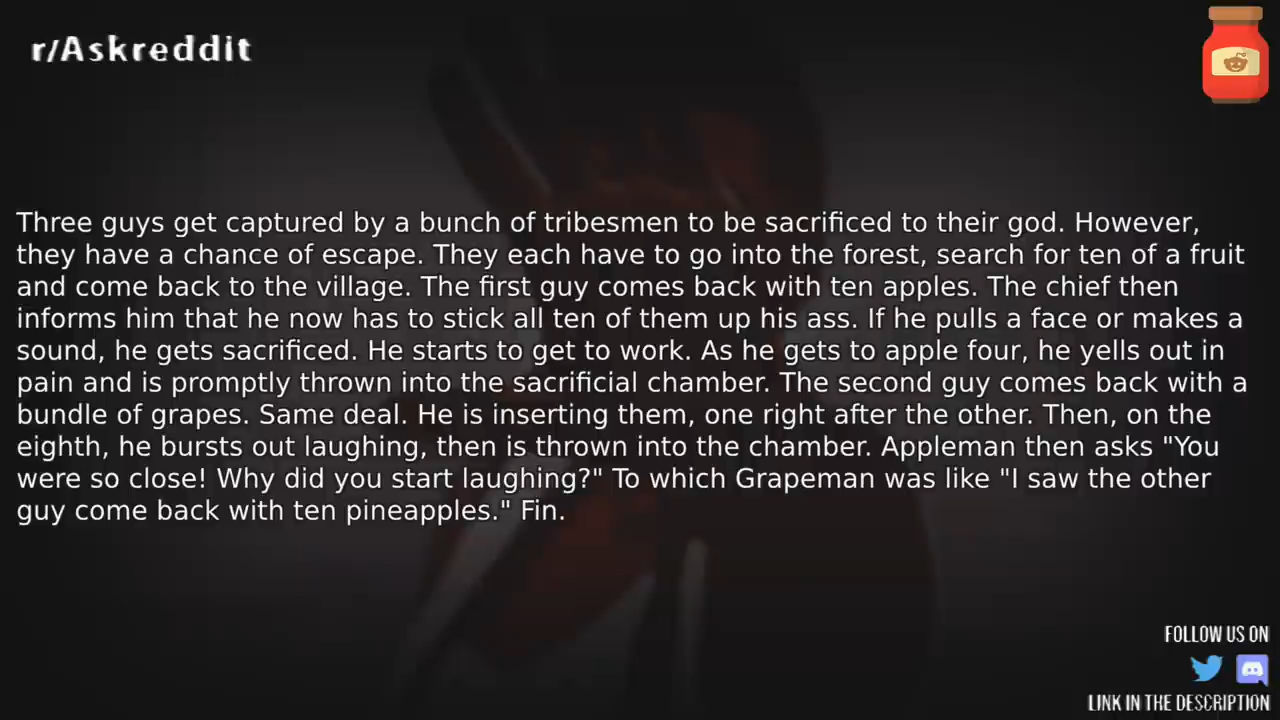 r/Askreddit
Three guys get captured by a bunch of tribesmen to be sacrificed to their god. However,
they have a chance of escape. They each have to go into the forest, search for ten of a fruit
and come back to the village. The first guy comes back with ten apples. The chief then
informs him that he now has to stick all ten of them up his ass. If he pulls a face or makes a
sound, he gets sacrificed. He starts to get to work. As he gets to apple four, he yells out in
pain and is promptly thrown into the sacrificial chamber. The second guy comes back with a
bundle of grapes. Same deal. He is inserting them, one right after the other. Then, on the
eighth, he bursts out laughing, then is thrown into the chamber. Appleman then asks "You
were so close! Why did you start laughing?" To which Grapeman was like "I saw the other
guy come back with ten pineapples." Fin.
FOLLOW US ON
LINK IN THE DESCRIPTION